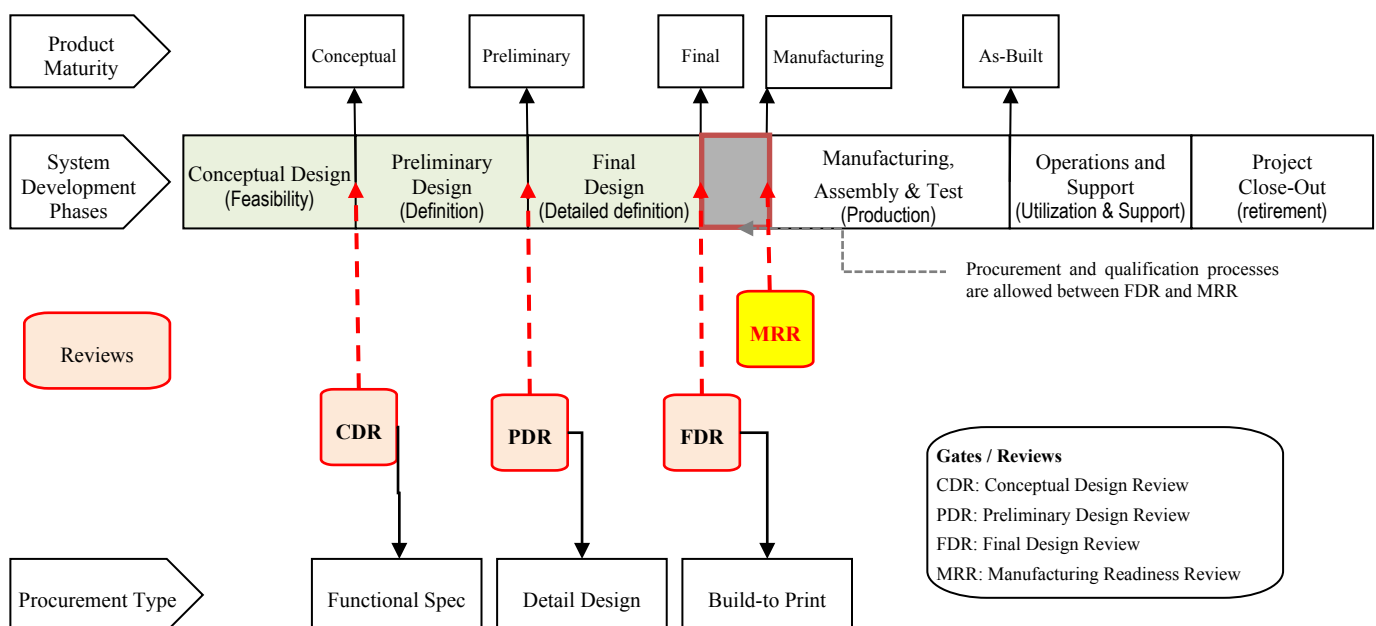 Product
Maturity
Conceptual
Preliminary
Final
Manufacturing
As-Built
System
Development
Phases
Conceptual Design
(Feasibility)
Preliminary
Design
(Definition)
Final
Design
(Detailed definition)
Manufacturing,
Assembly & Test
(Production)
Operations and
Support
(Utilization & Support)
Project
Close-Out
(retirement)
Procurement and qualification processes
are allowed between FDR and MRR
Reviews
MRR
CDR
PDR
FDR
Gates / Reviews
CDR: Conceptual Design Review
PDR: Preliminary Design Review
FDR: Final Design Review
MRR: Manufacturing Readiness Review
Procurement Type
Functional Spec
Detail Design
Build-to Print